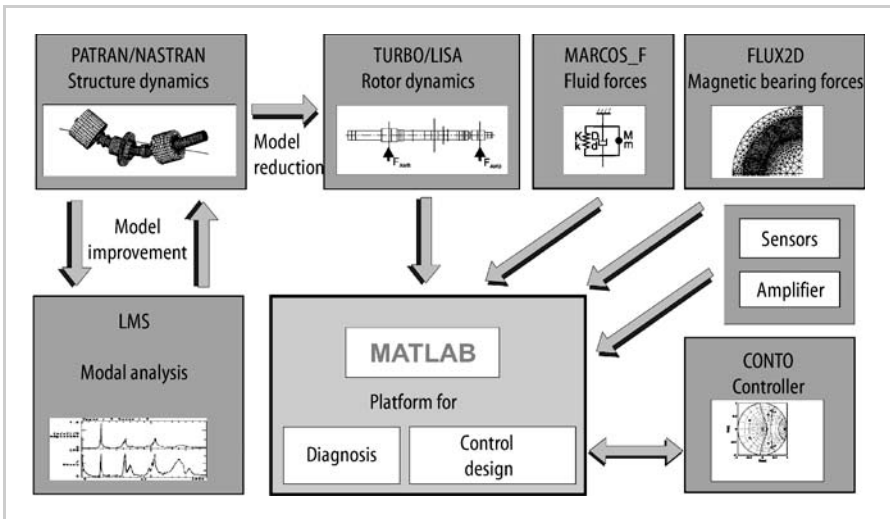 PATRAN/NASTRAN
Structure dynamics
Model
reduction
TURBO/LISA
Rotor dynamics
F
F
MARCOS_F
Fluid forces
K D M
k d m
FLUX2D
Magnetic bearing forces
Model
improvement
Sensors
Amplifier
LMS
Modal analysis
MATLAB
Platform for
Diagnosis
Control
design
CONTO
Controller